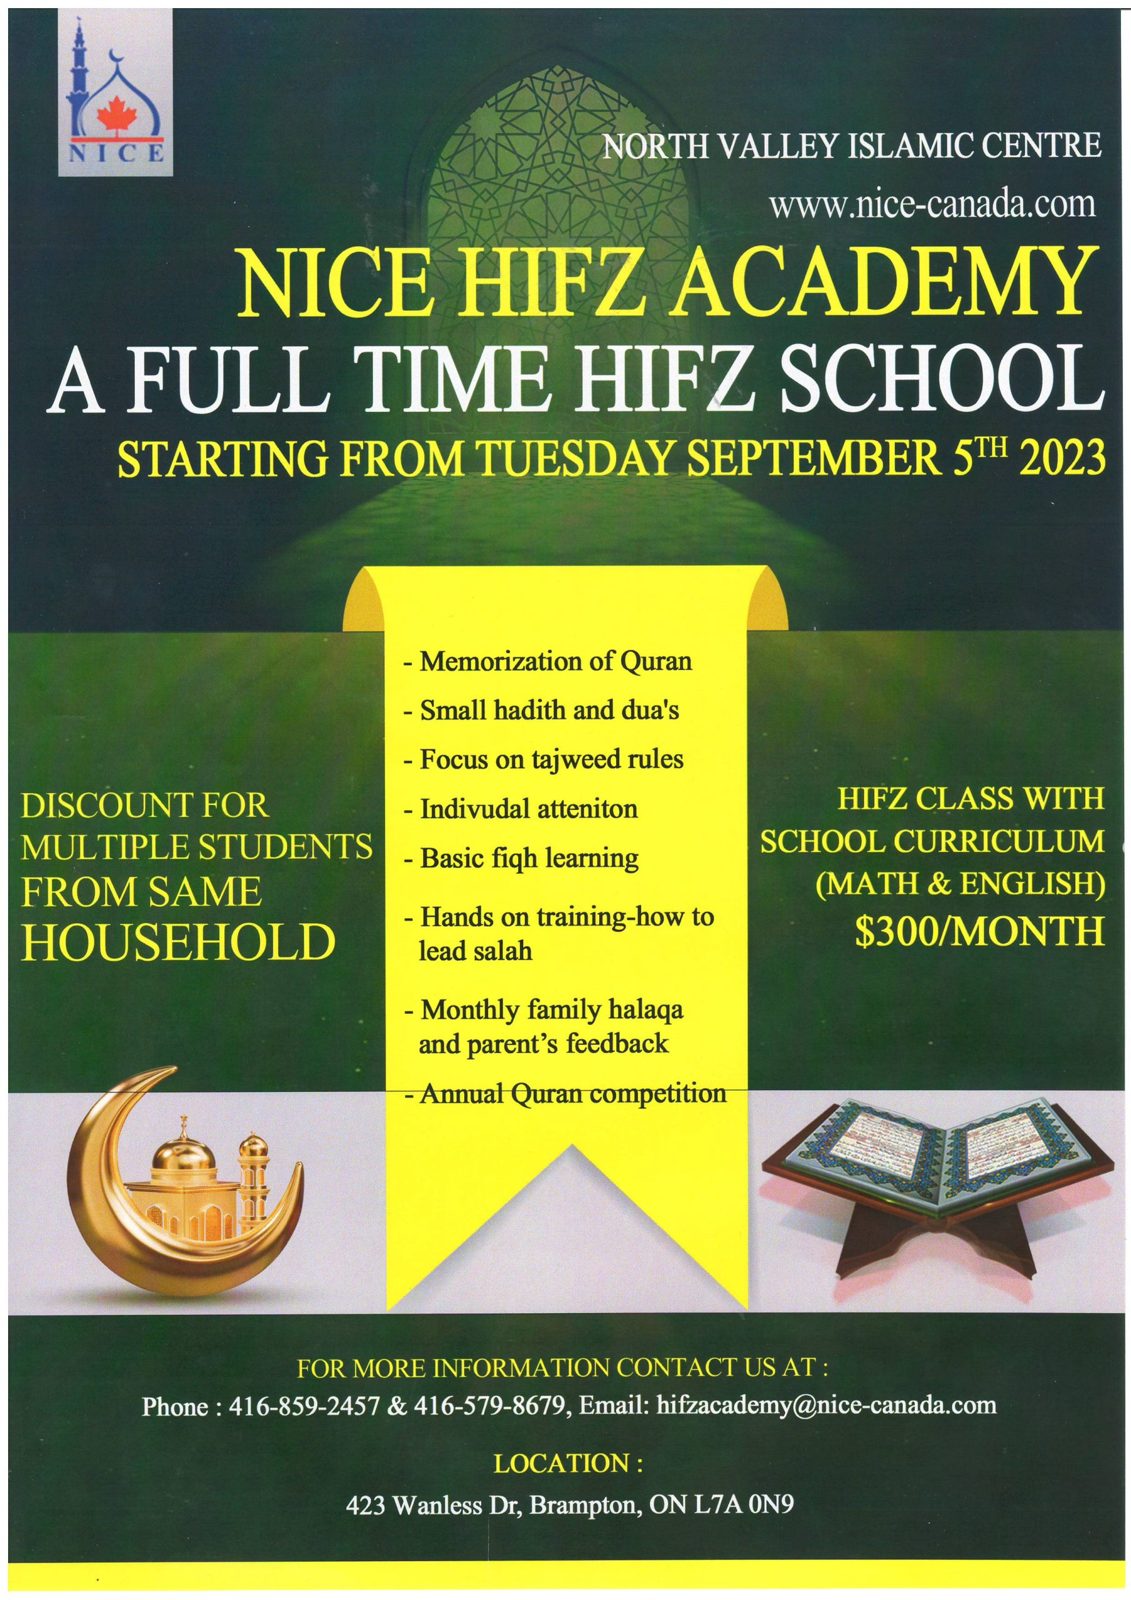 NICE
NORTH VALLEY ISLAMIC CENTRE
www.nice-canada.com
NICE HIFZ ACADEMY
A FULL TIME HIFZ SCHOOL
STARTING FROM TUESDAY SEPTEMBER 5TH 2023
- Memorization of Quran
- Small hadith and dua's
- Focus on tajweed rules
- Indivudal atteniton
- Basic fiqh learning
- Hands on training-how to
lead salah
- Monthly family halaqa
and parent’s feedback
- Annual Quran competition
DISCOUNT FOR
MULTIPLE STUDENTS
FROM SAME
HOUSEHOLD
HIFZ CLASS WITH
SCHOOL CURRICULUM
(MATH & ENGLISH)
$300/MONTH
FOR MORE INFORMATION CONTACT US AT :
Phone : 416-859-2457 & 416-579-8679, Email: hifzacademy@nice-canada.com
LOCATION :
423 Wanless Dr, Brampton, ON L7A 0N9